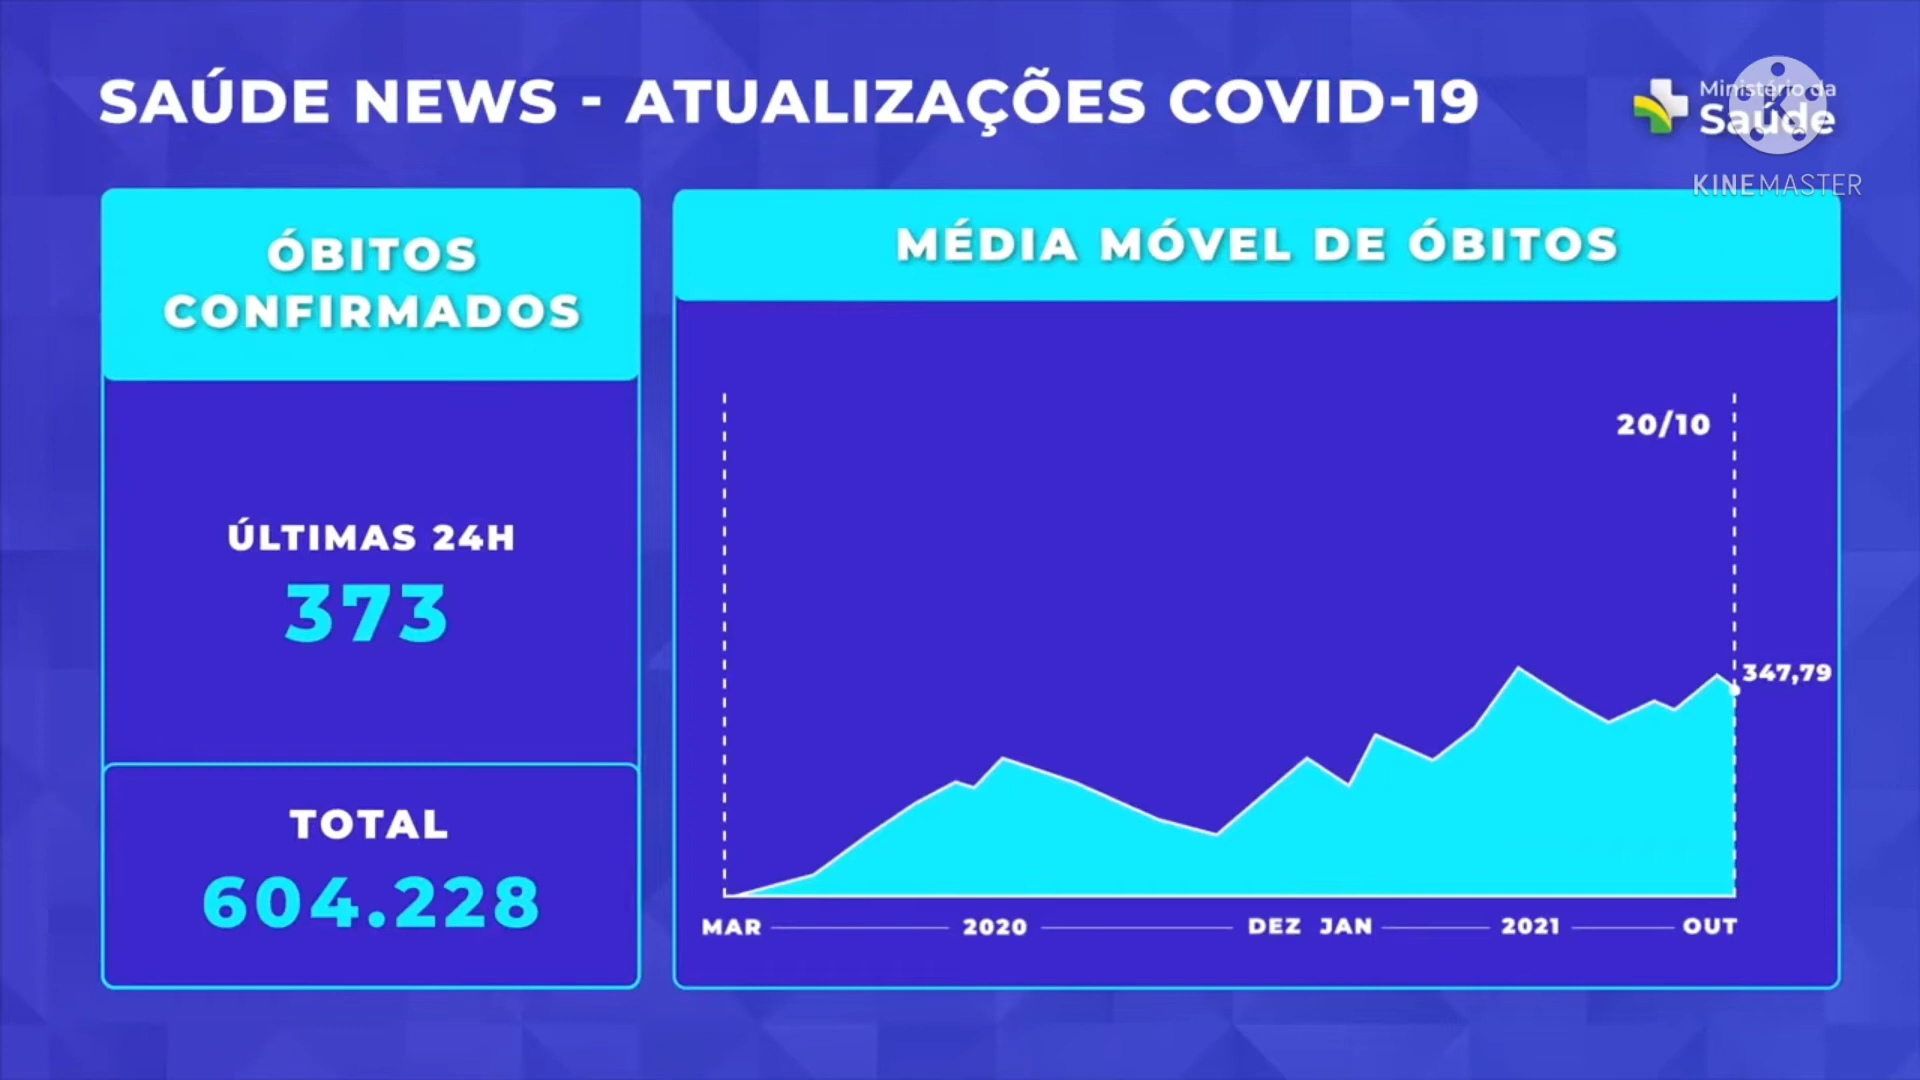 SAÚDE NEWS - ATUALIZAÇÕES COVID-19
Ministério da
Saúde
KINEMASTER
ÓBITOS
CONFIRMADOS
ÚLTIMAS 24H
373
TOTAL
604.228
MÉDIA MÓVEL DE ÓBITOS
20/10
347,79
MAR 2020 DEZ JAN 2021 OUT